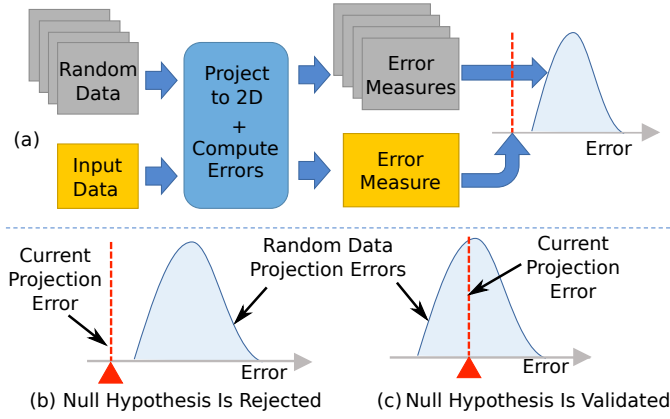 Random
Data
Project
to 2D
+
Compute
Errors
Error
Measures
(a)
Input
Data
Error
Measure
Error
Current
Projection
Error
Random Data
Projection Errors
Current
Projection
Error
Error
Error
(b) Null Hypothesis Is Rejected
(c) Null Hypothesis Is Validated